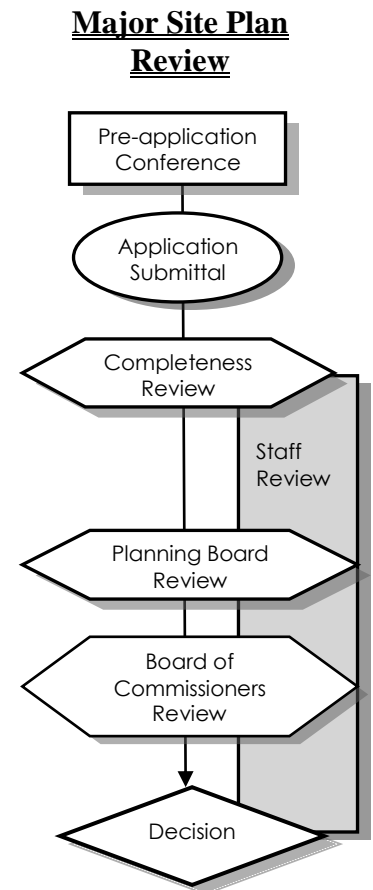 Major Site Plan
Review
Pre-application
Conference
Application
Submittal
Completeness
Review
Staff
Review
Planning Board
Review
Board of
Commissioners
Review
Decision